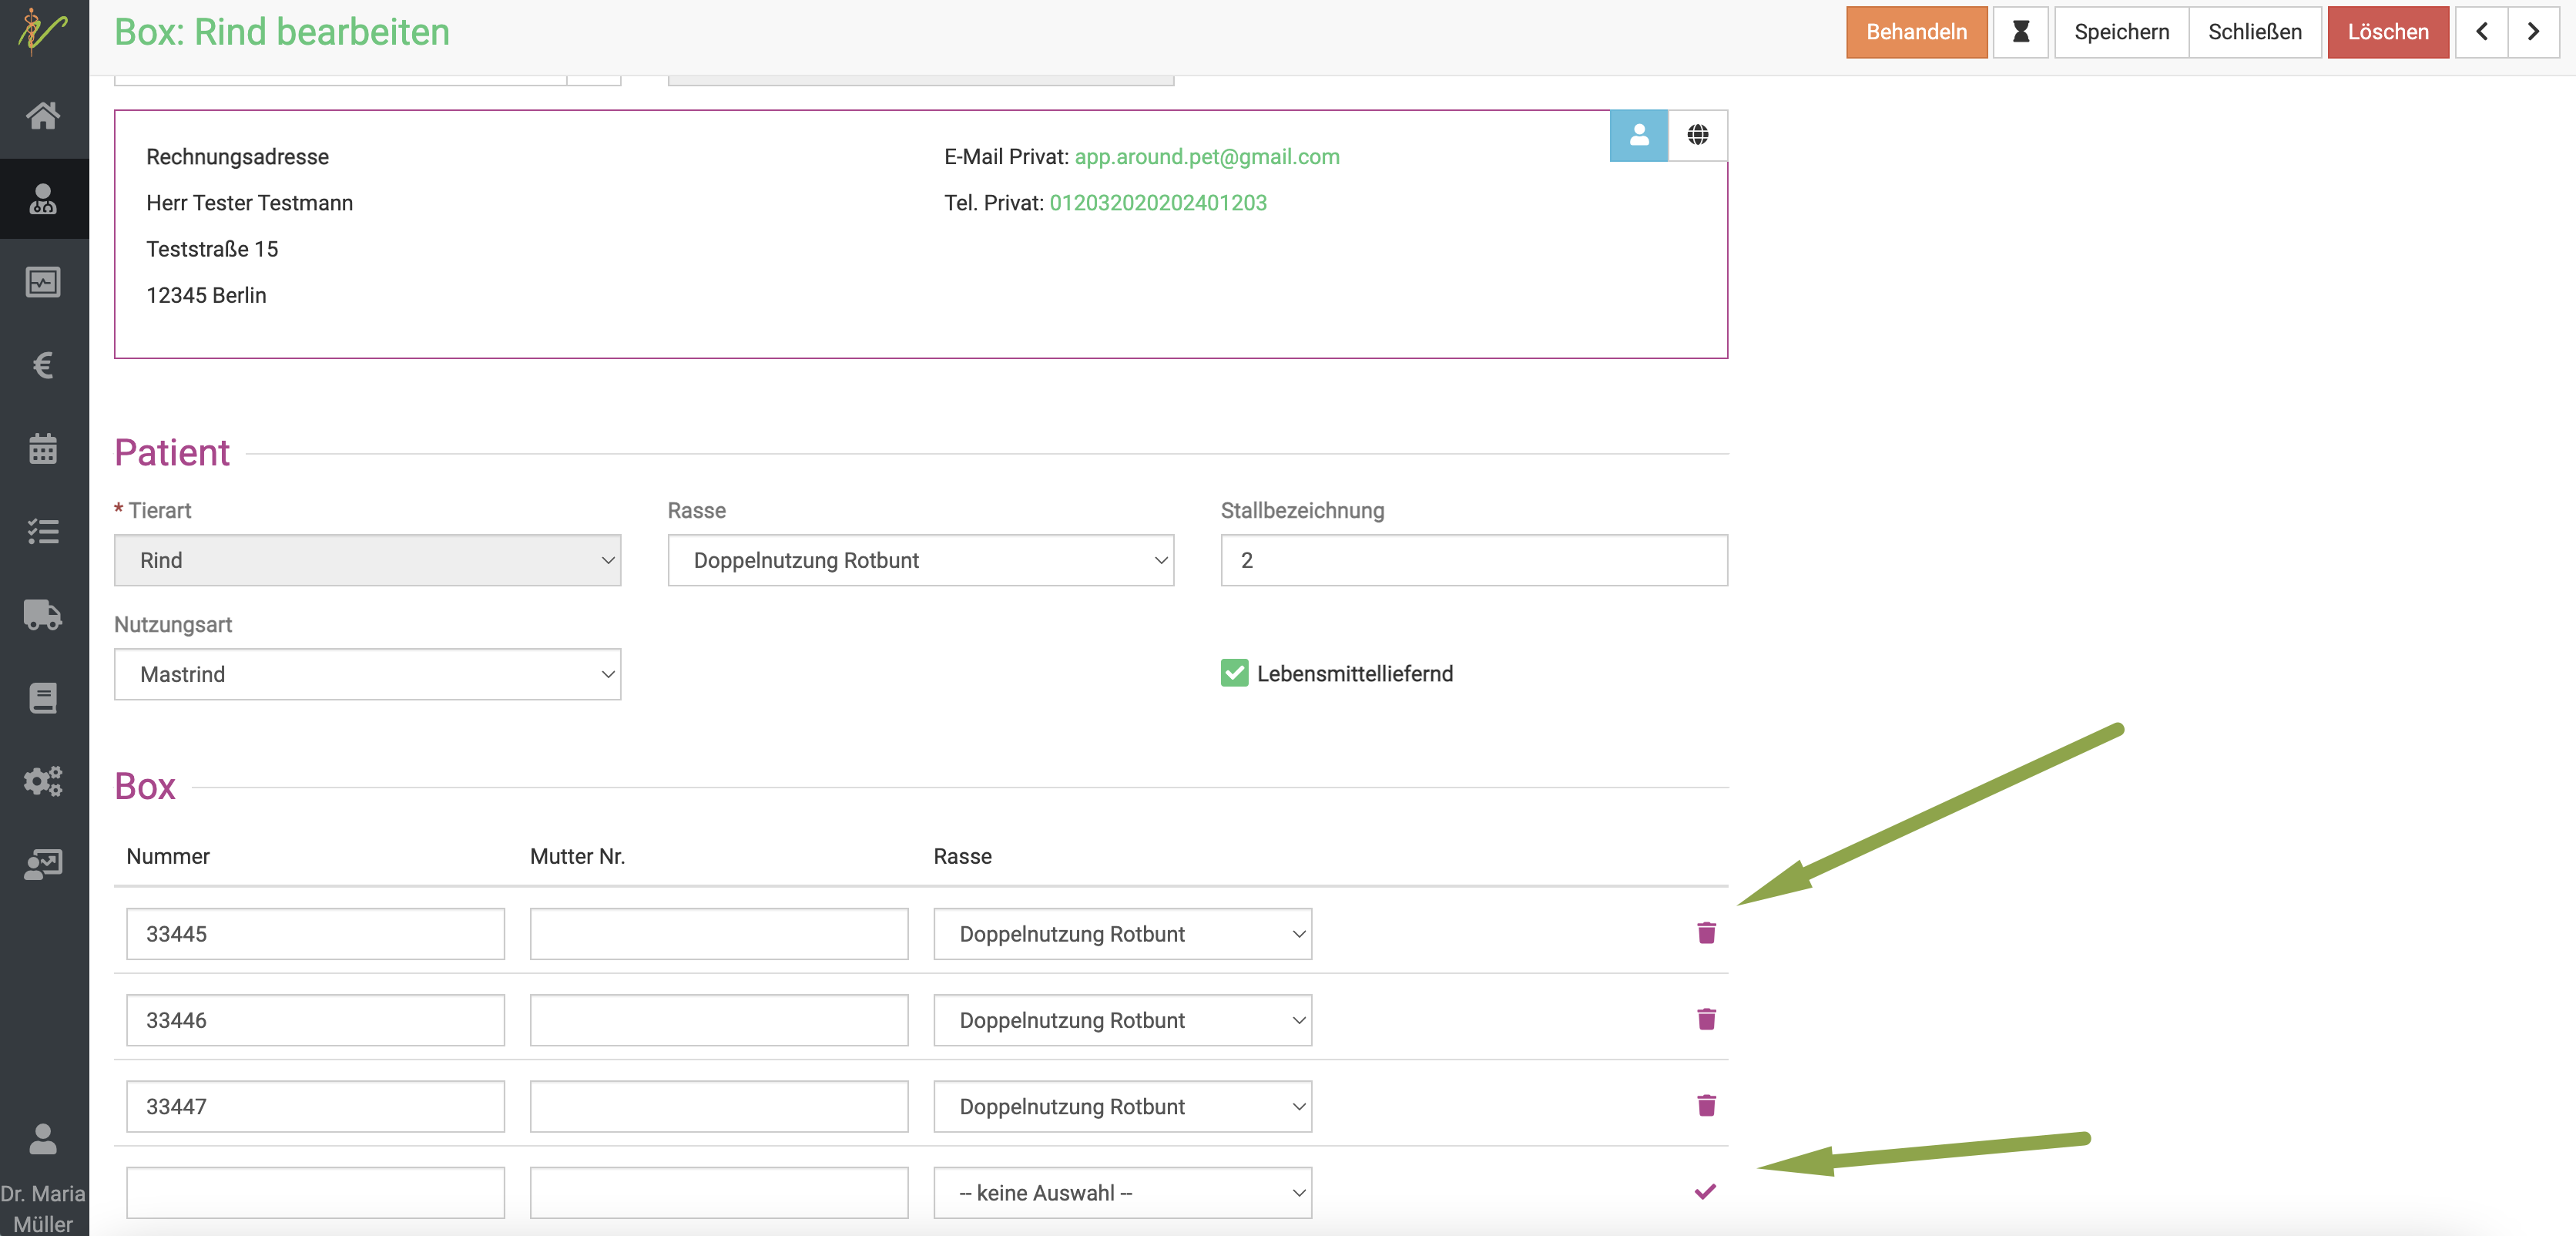 Box: Rind bearbeiten
Behandeln
Speichern
Schließen
Löschen
Rechnungsadresse
Herr Tester Testmann
Teststraße 15
12345 Berlin
E-Mail Privat: app.around.pet@gmail.com
Tel. Privat: 012032020202401203
Patient
* Tierart
Rasse
Stallbezeichnung
Rind
Doppelnutzung Rotbunt
2
Nutzungsart
Mastrind
Lebensmittelliefernd
Box
Nummer
Mutter Nr.
Rasse
33445
Doppelnutzung Rotbunt
33446
Doppelnutzung Rotbunt
33447
Doppelnutzung Rotbunt
-- keine Auswahl --
Dr. Maria
Müller